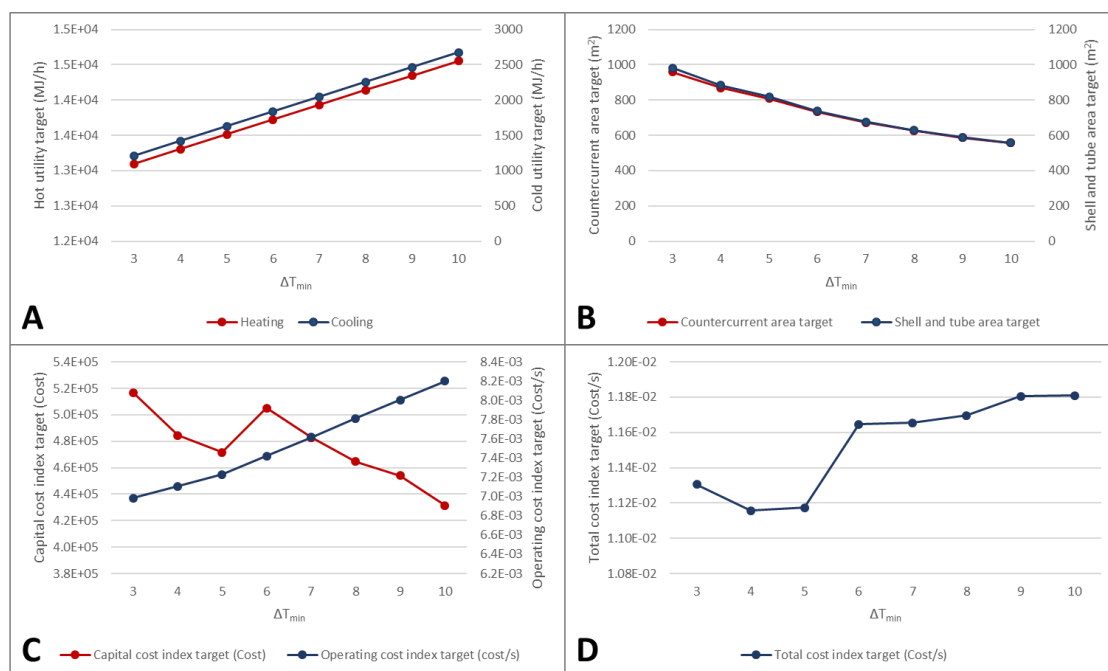 Hot utility target (MJ/h)
1.5E+04
1.5E+04
1.4E+04
1.4E+04
1.3E+04
1.3E+04
1.2E+04
3000
2500
2000
1500
1000
500
0
Cold utility target (MJ/h)
3 4 5 6 7 8 9 10
ΔTmin
A
Heating Cooling
Countercurrent area target (m²)
1200
1000
800
600
400
200
0
1200
1000
800
600
400
200
0
Shell and tube area target (m²)
3 4 5 6 7 8 9 10
ΔTmin
B
Countercurrent area target Shell and tube area target
Capital cost index target (Cost)
5.4E+05
5.2E+05
5.0E+05
4.8E+05
4.6E+05
4.4E+05
4.2E+05
4.0E+05
3.8E+05
8.4E-03
8.2E-03
8.0E-03
7.8E-03
7.6E-03
7.4E-03
7.2E-03
7.0E-03
6.8E-03
6.6E-03
6.4E-03
6.2E-03
Operating cost index target (Cost/s)
3 4 5 6 7 8 9 10
ΔTmin
C
Capital cost index target (Cost) Operating cost index target (cost/s)
Total cost index target (Cost/s)
1.20E-02
1.18E-02
1.16E-02
1.14E-02
1.12E-02
1.10E-02
1.08E-02
3 4 5 6 7 8 9 10
ΔTmin
D
Total cost index target (Cost/s)